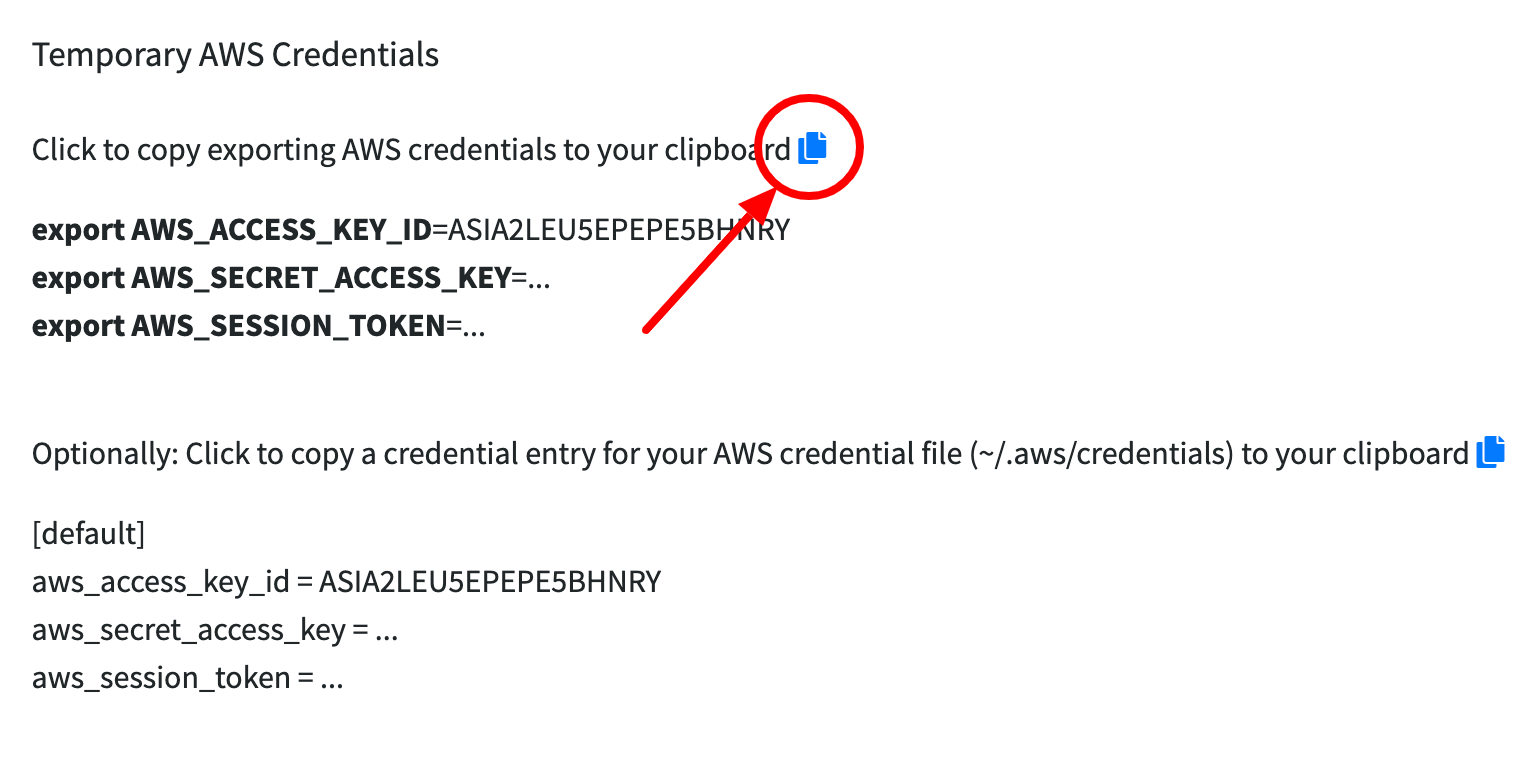 Temporary AWS Credentials
Click to copy exporting AWS credentials to your clipboard
export AWS_ACCESS_KEY_ID=ASIA2LEU5EPEPE5BHNRY
export AWS_SECRET_ACCESS_KEY=...
export AWS_SESSION_TOKEN=...
Optionally: Click to copy a credential entry for your AWS credential file (~/.aws/credentials) to your clipboard
[default]
aws_access_key_id = ASIA2LEU5EPEPE5BHNRY
aws_secret_access_key = ...
aws_session_token = ...